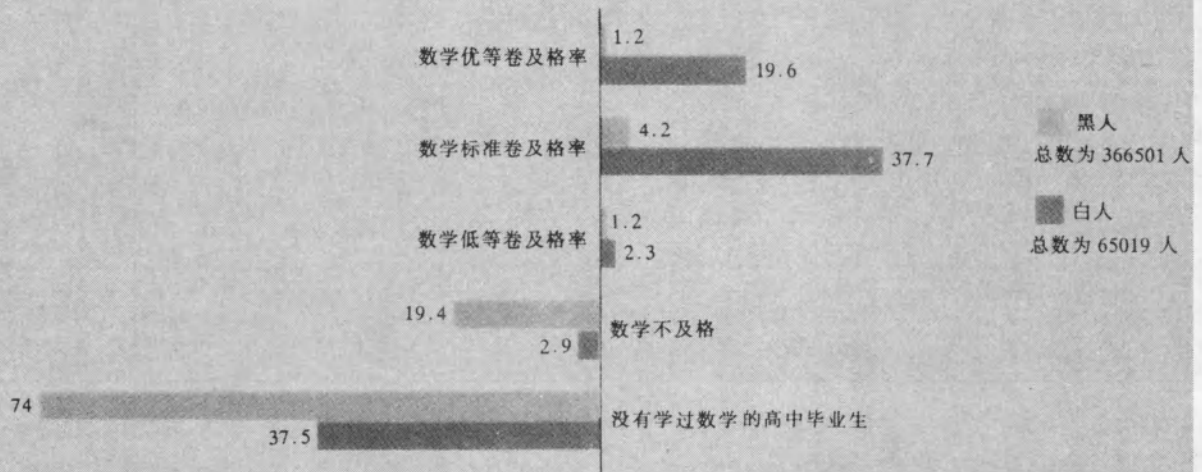 数学优等卷及格率
1.2
19.6
数学标准卷及格率
4.2
37.7
数学低等卷及格率
1.2
2.3
19.4
2.9
数学不及格
74
37.5
没有学过数学的高中毕业生
黑人
总数为 366501 人
白人
总数为 65019 人